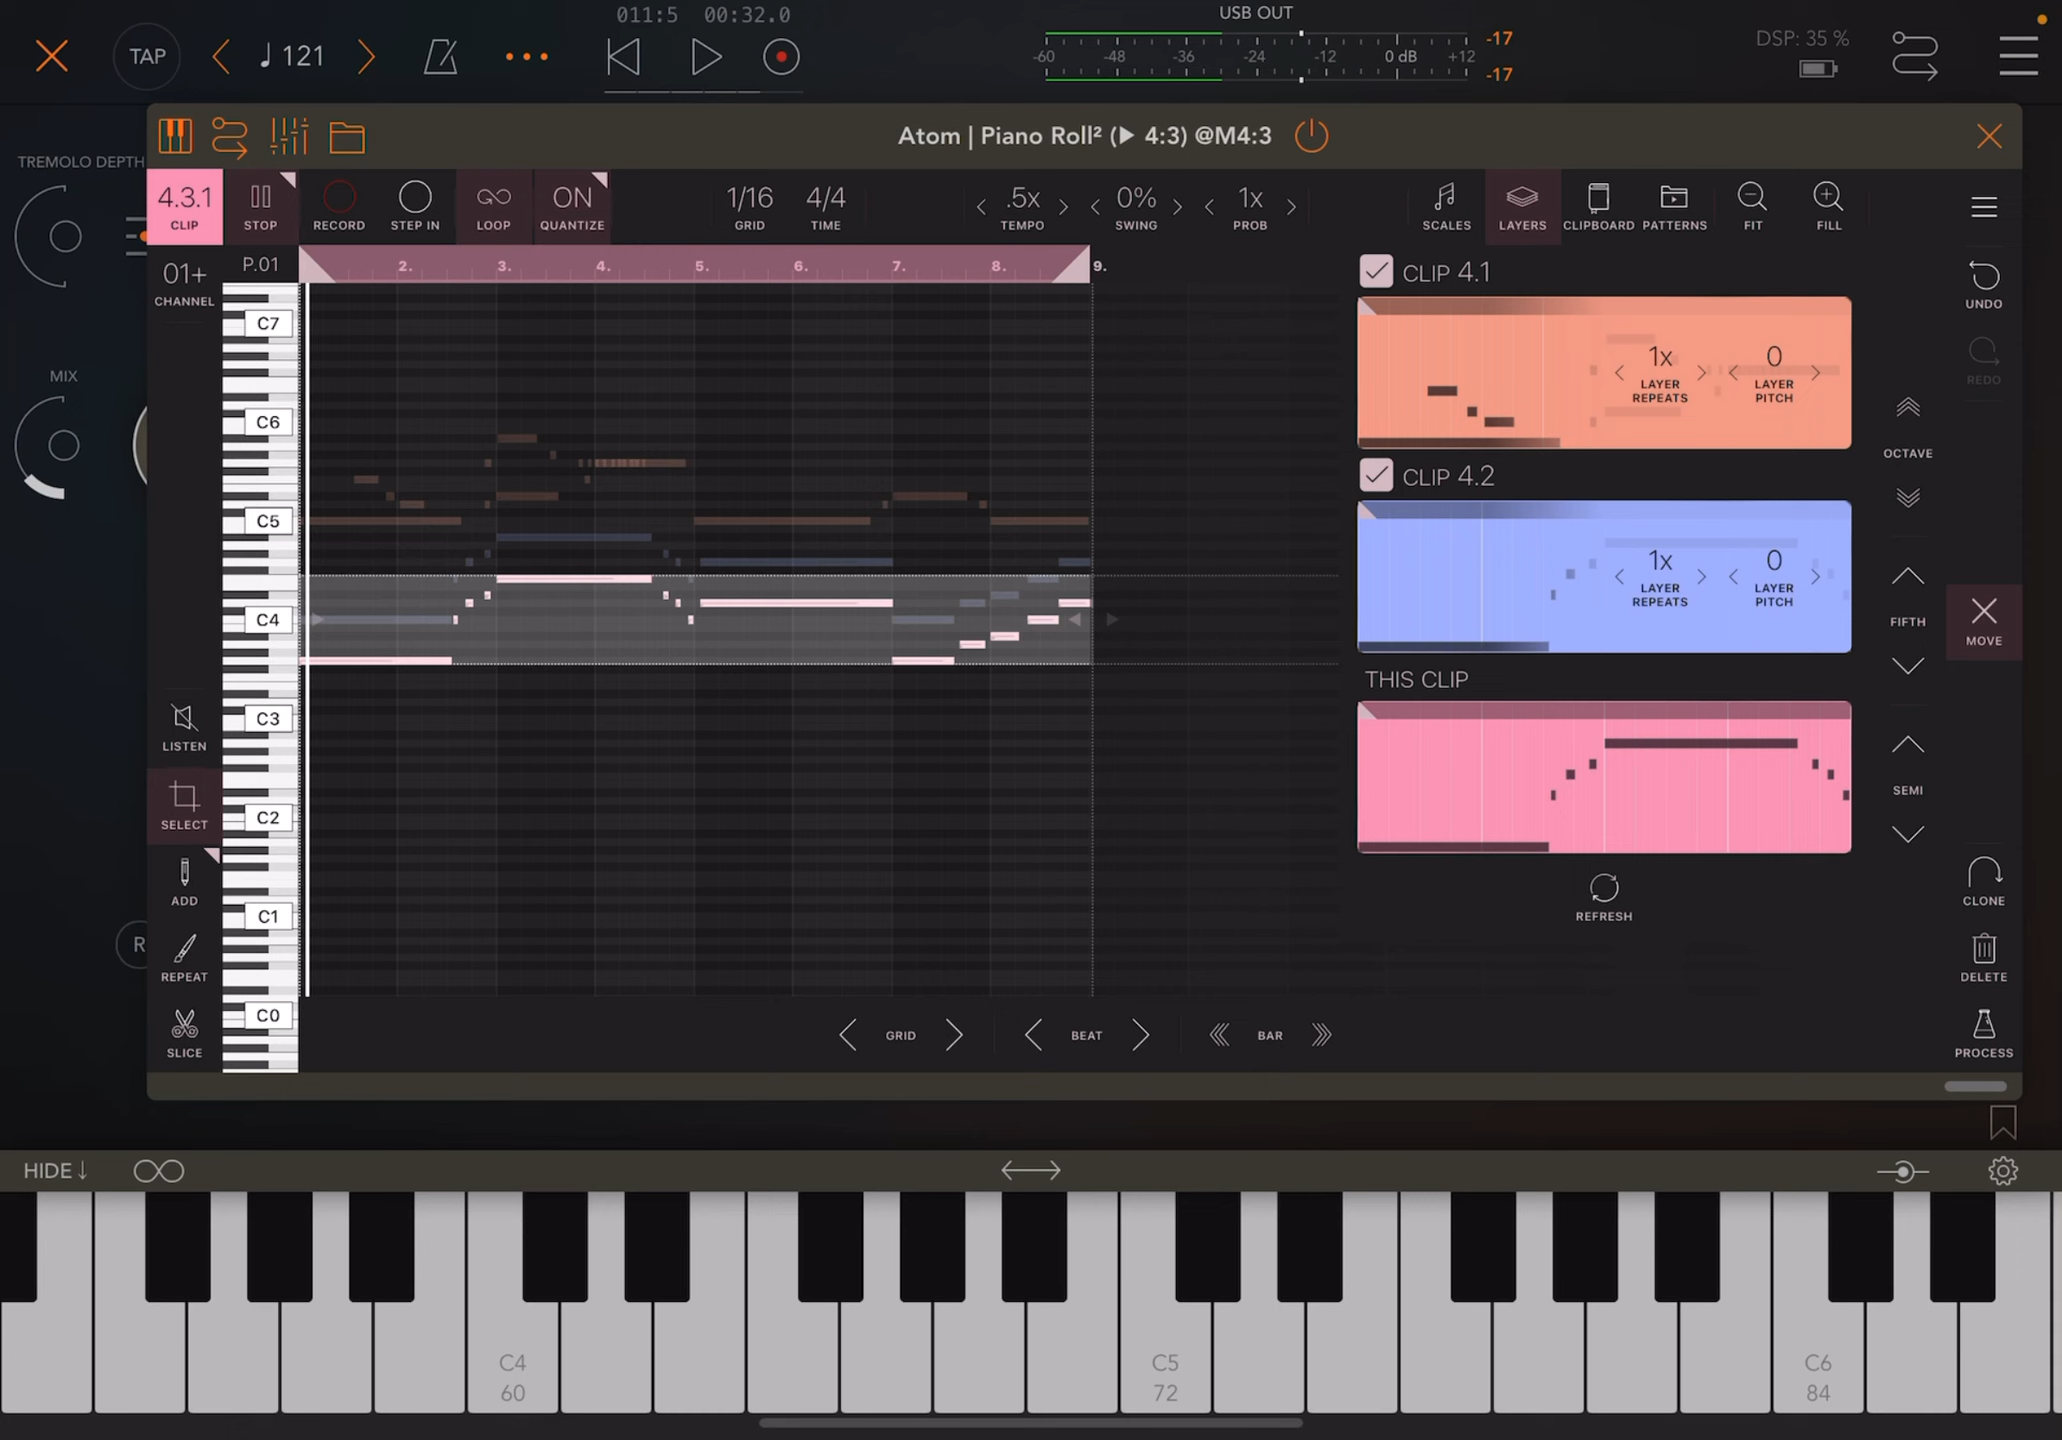 011:5 00:32.0
USB OUT
TAP
121
-60 -48 -36 -24 -12 0 dB +12
-17
-17
DSP: 35 %
Atom | Piano Roll² (▶ 4:3) @M4:3
TREMOLO DEPTH
MIX
R
4.3.1
CLIP
STOP
RECORD
STEP IN
LOOP
ON
QUANTIZE
1/16
GRID
4/4
TIME
.5x
TEMPO
0%
SWING
1x
PROB
SCALES
LAYERS
CLIPBOARD
PATTERNS
FIT
FILL
01+
CHANNEL
P.01
2. 3. 4. 5. 6. 7. 8. 9.
C7
C6
C5
C4
C3
C2
C1
C0
LISTEN
SELECT
ADD
REPEAT
SLICE
CLIP 4.1
1x
LAYER
REPEATS
0
LAYER
PITCH
CLIP 4.2
1x
LAYER
REPEATS
0
LAYER
PITCH
THIS CLIP
REFRESH
OCTAVE
FIFTH
SEMI
UNDO
REDO
MOVE
CLONE
DELETE
PROCESS
GRID
BEAT
BAR
HIDE↓
C4
60
C5
72
C6
84